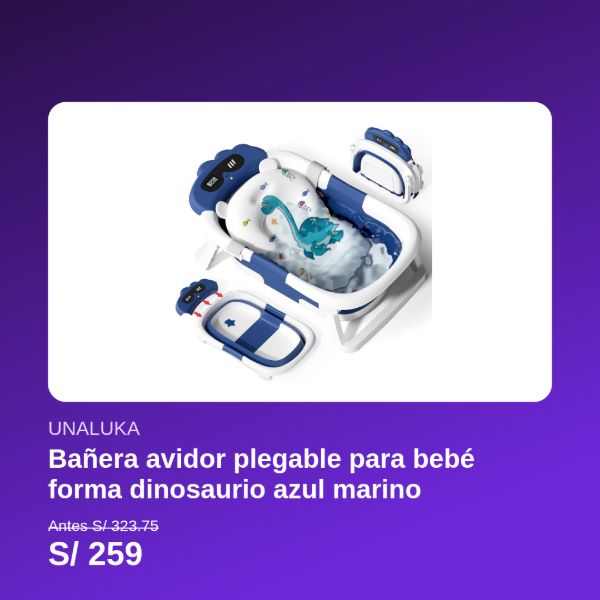 UNALUKA
Bañera avidor plegable para bebé
forma dinosaurio azul marino
Antes S/ 323.75
S/ 259